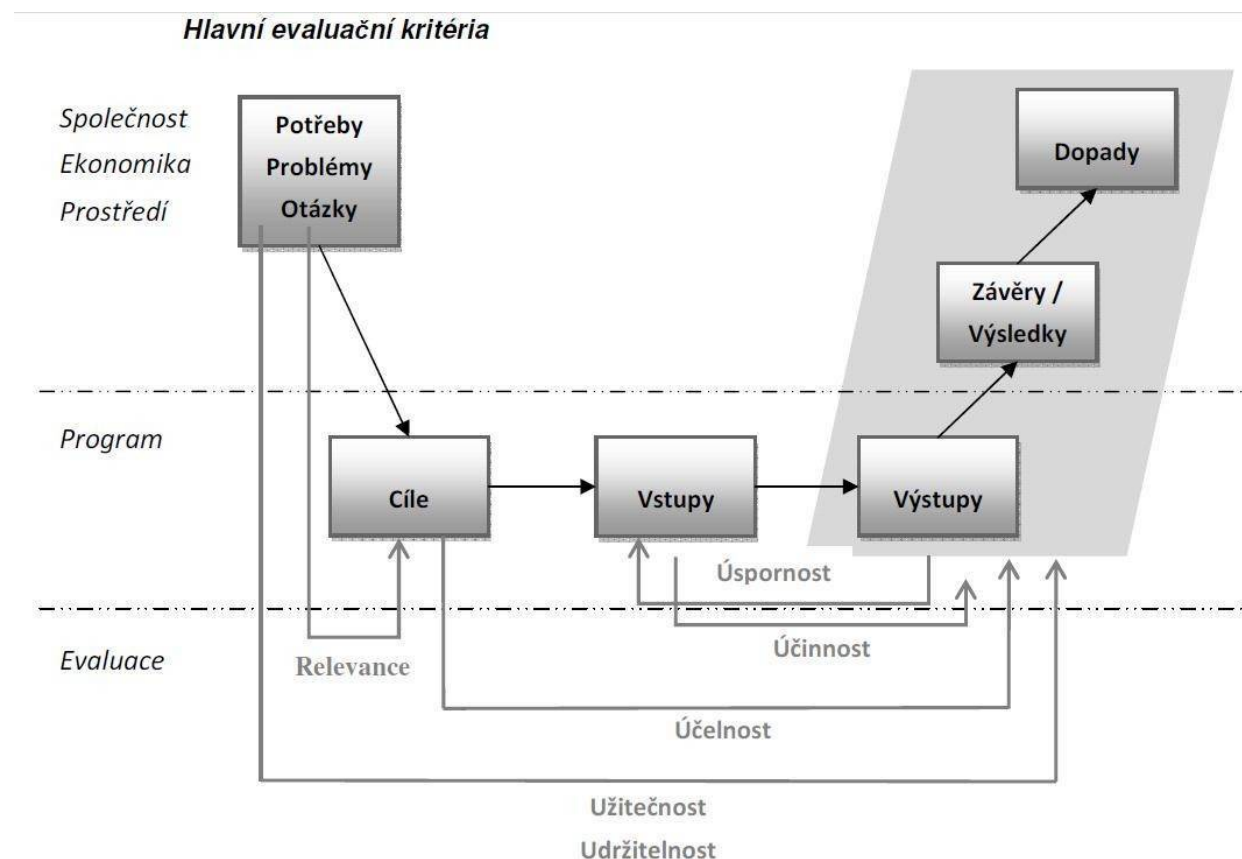 Hlavní evaluační kritéria
Společnost
Ekonomika
Prostředí
Potřeby
Problémy
Otázky
Dopady
Závěry /
Výsledky
Program
Cíle
Vstupy
Výstupy
Úspornost
Účinnost
Evaluace
Relevance
Účelnost
Užitečnost
Udržitelnost